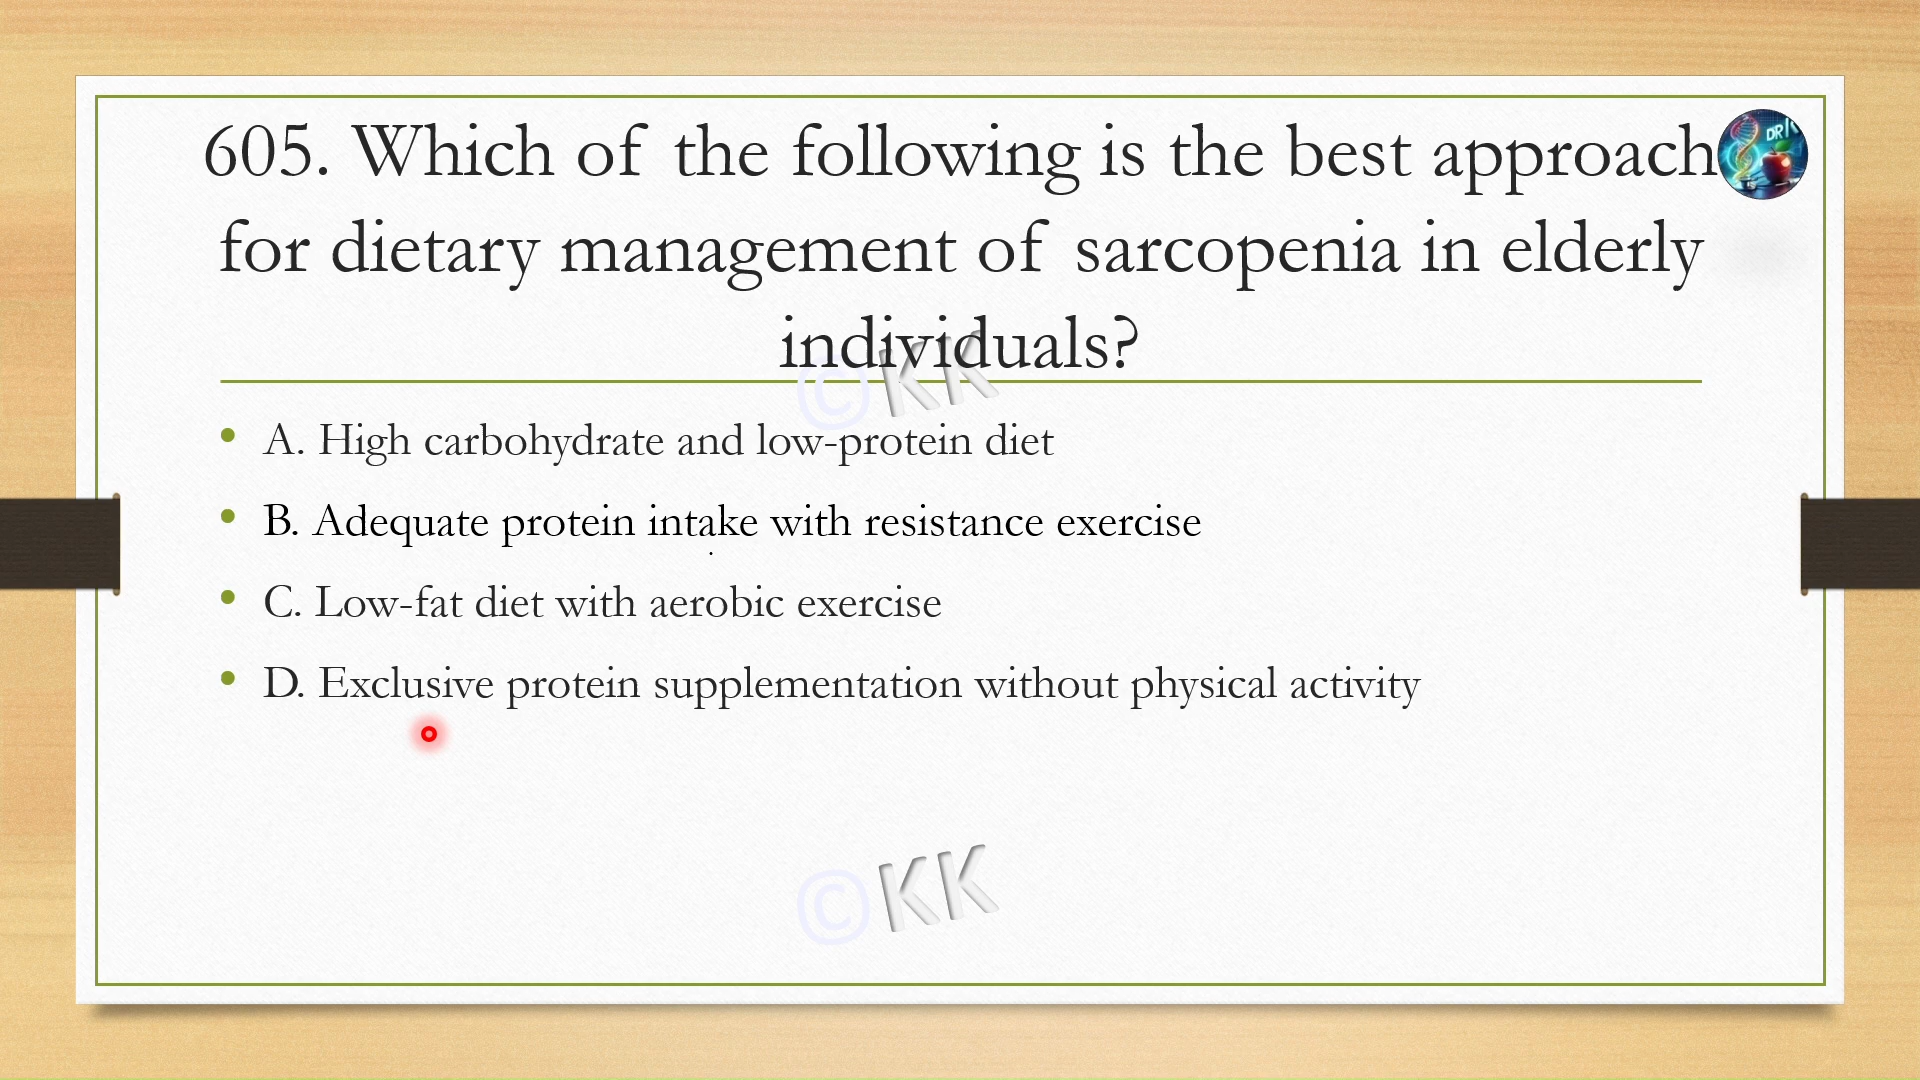 605. Which of the following is the best approach
for dietary management of sarcopenia in elderly
individuals?
©KK
• A. High carbohydrate and low-protein diet
• B. Adequate protein intake with resistance exercise
• C. Low-fat diet with aerobic exercise
• D. Exclusive protein supplementation without physical activity
©KK